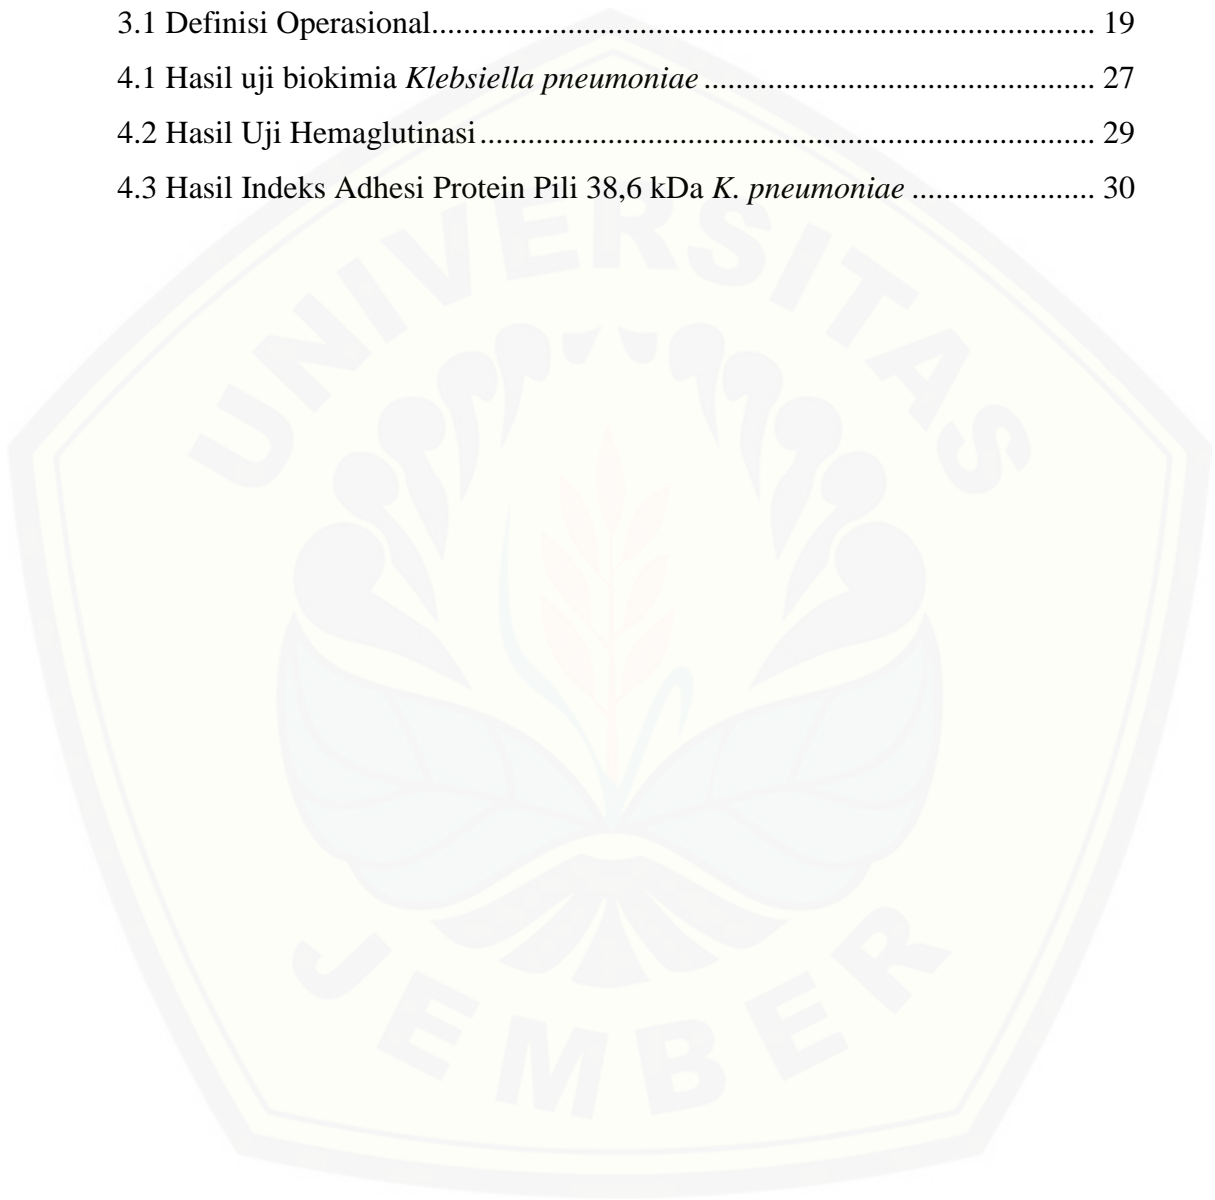 3.1 Definisi Operasional.................................................................................... 19
4.1 Hasil uji biokimia Klebsiella pneumoniae ................................................. 27
4.2 Hasil Uji Hemaglutinasi.............................................................................. 29
4.3 Hasil Indeks Adhesi Protein Pili 38,6 kDa K. pneumoniae ....................... 30
UNIVERSITAS
JEMBER